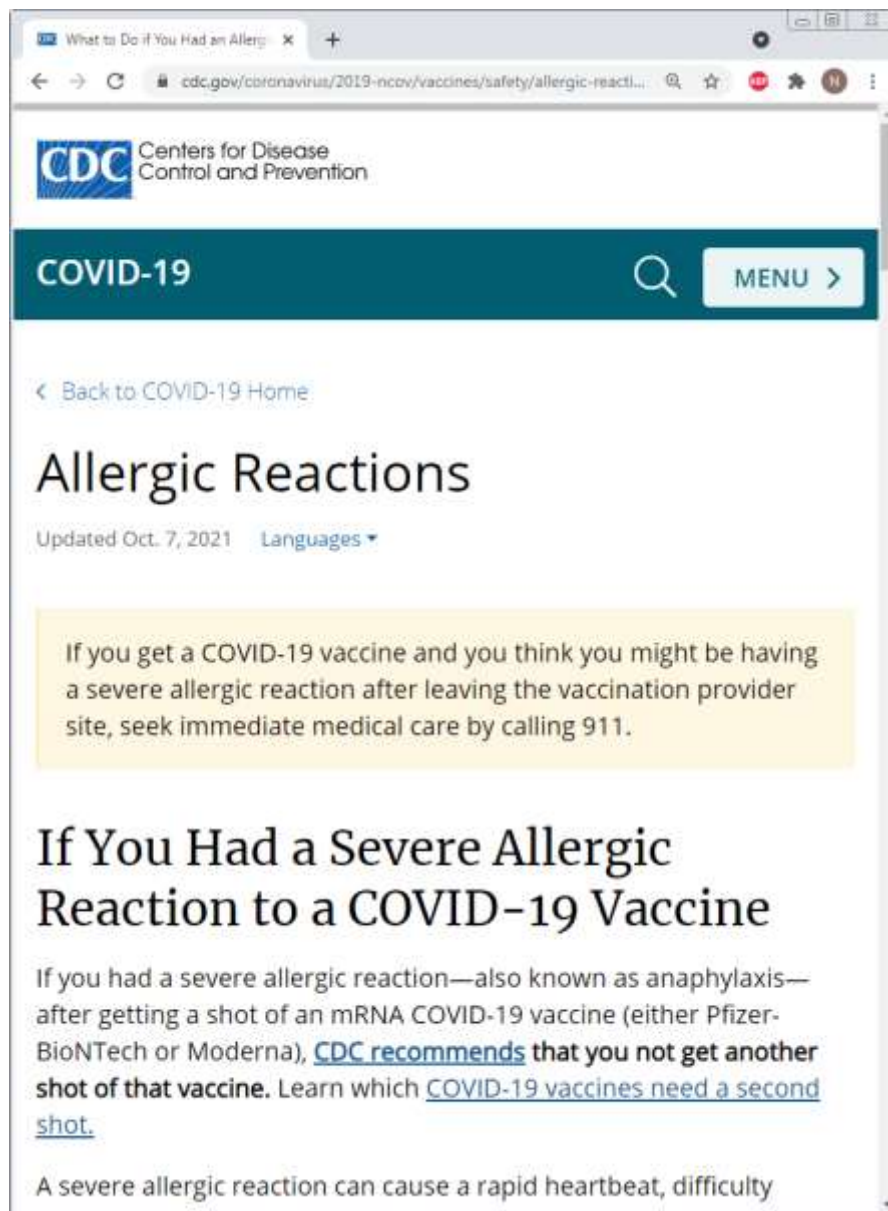 What to Do if You Had an Allerg
cdc.gov/coronavirus/2019-ncov/vaccines/safety/allergic-reacti...
ABP
N
CDC Centers for Disease
Control and Prevention
COVID-19
MENU
Back to COVID-19 Home
Allergic Reactions
Updated Oct. 7, 2021 Languages
If you get a COVID-19 vaccine and you think you might be having
a severe allergic reaction after leaving the vaccination provider
site, seek immediate medical care by calling 911.
If You Had a Severe Allergic
Reaction to a COVID-19 Vaccine
If you had a severe allergic reaction—also known as anaphylaxis—
after getting a shot of an mRNA COVID-19 vaccine (either Pfizer-
BioNTech or Moderna), CDC recommends that you not get another
shot of that vaccine. Learn which COVID-19 vaccines need a second
shot.
A severe allergic reaction can cause a rapid heartbeat, difficulty